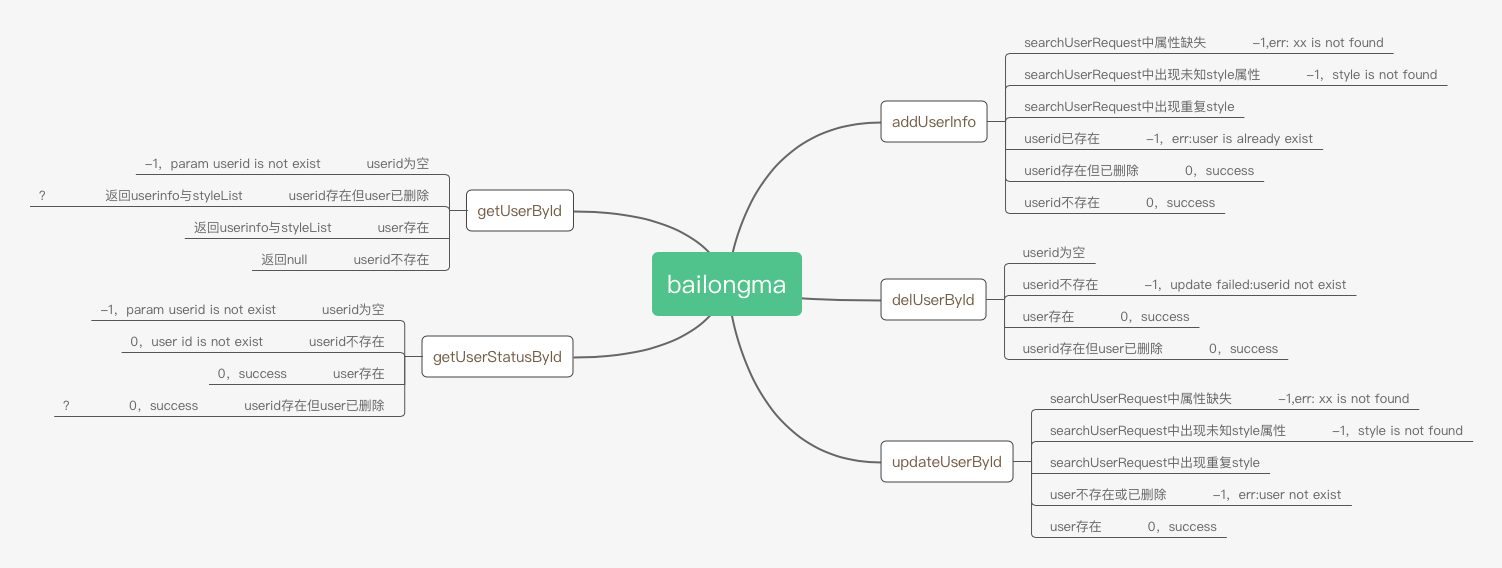 bailongma
addUserInfo
searchUserRequest中属性缺失 -1,err: xx is not found
searchUserRequest中出现未知style属性 -1，style is not found
searchUserRequest中出现重复style
userid已存在 -1，err:user is already exist
userid存在但已删除 0，success
userid不存在 0，success
delUserById
userid为空
userid不存在 -1，update failed:userid not exist
user存在 0，success
userid存在但user已删除 0，success
updateUserById
searchUserRequest中属性缺失 -1,err: xx is not found
searchUserRequest中出现未知style属性 -1，style is not found
searchUserRequest中出现重复style
user不存在或已删除 -1，err:user not exist
user存在 0，success
getUserById
-1，param userid is not exist userid为空
？ 返回userinfo与styleList userid存在但user已删除
返回userinfo与styleList user存在
返回null userid不存在
getUserStatusById
-1，param userid is not exist userid为空
0，user id is not exist userid不存在
0，success user存在
？ 0，success userid存在但user已删除